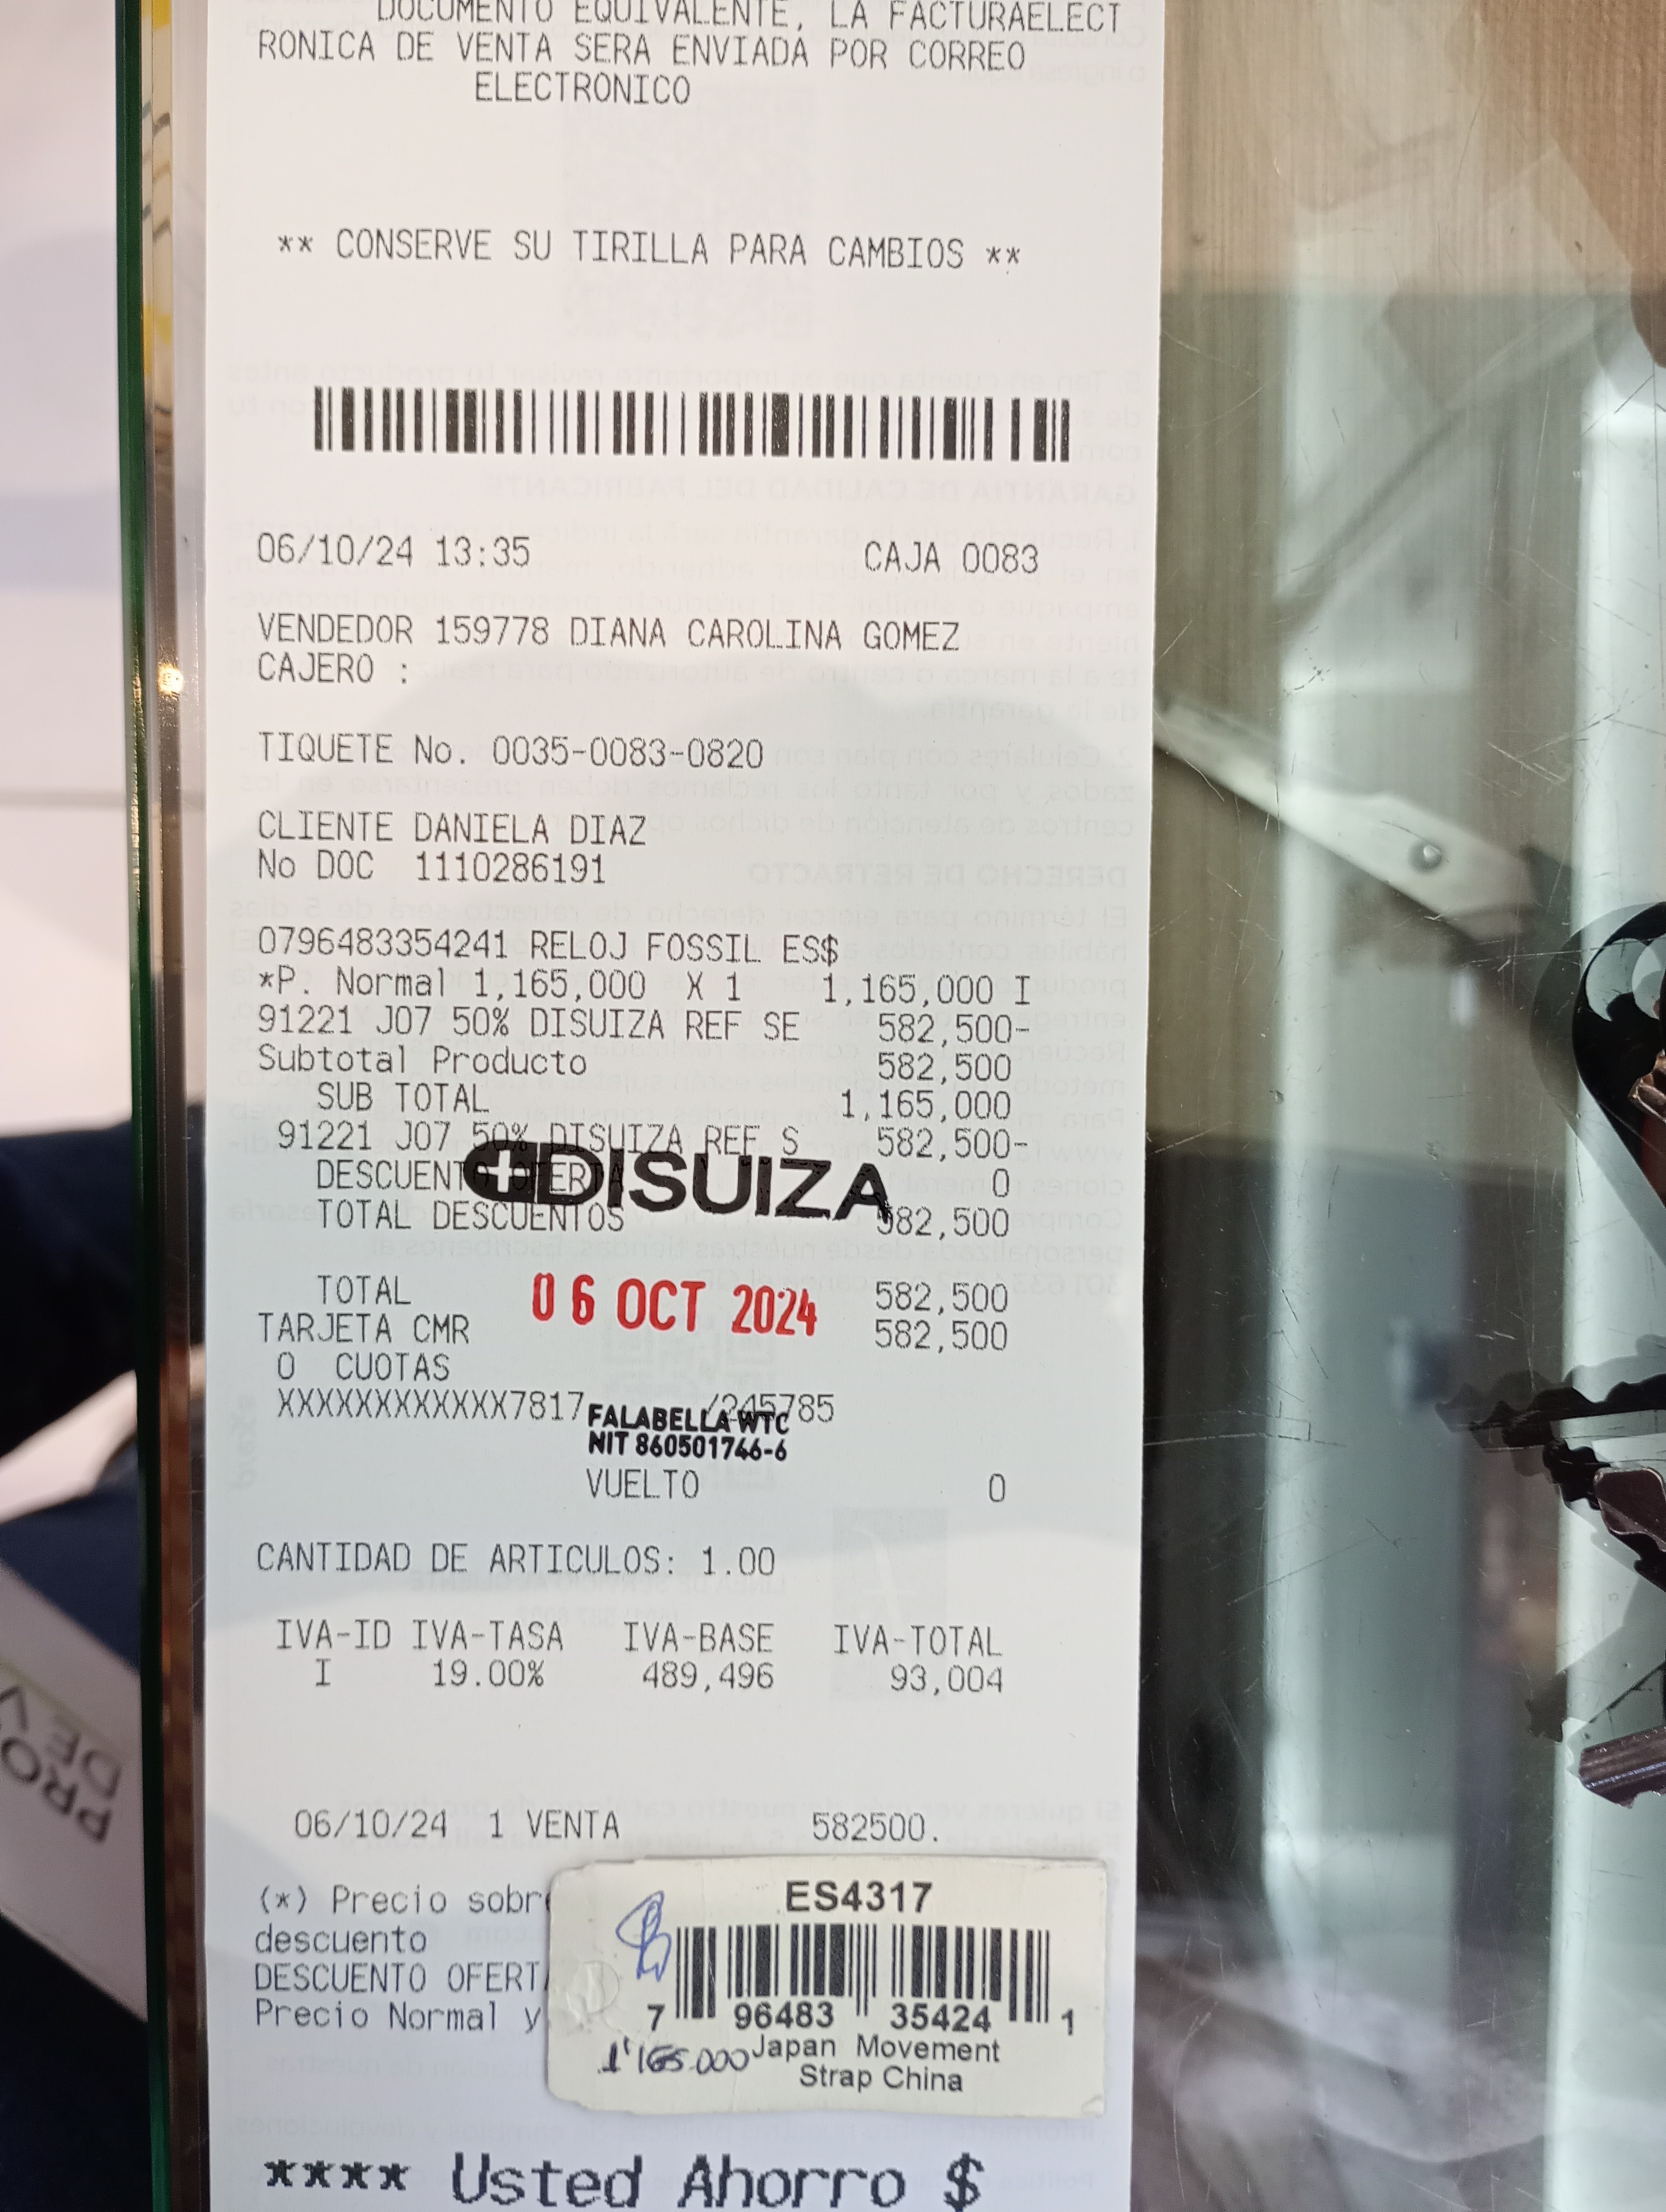 DOCUMENTO EQUIVALENTE, LA FACTURAELECT
RONICA DE VENTA SERA ENVIADA POR CORREO
ELECTRONICO
** CONSERVE SU TIRILLA PARA CAMBIOS **
06/10/24 13:35 CAJA 0083
VENDEDOR 159778 DIANA CAROLINA GOMEZ
CAJERO :
TIQUETE No. 0035-0083-0820
CLIENTE DANIELA DIAZ
No DOC 1110286191
0796483354241 RELOJ FOSSIL ES$
*P. Normal 1,165,000 X 1 1,165,000 I
91221 J07 50% DISUIZA REF SE 582,500-
Subtotal Producto 582,500
SUB TOTAL 1,165,000
91221 J07 50% DISUIZA REF S 582,500-
DESCUENTO OFERTA 0
DISUIZA
TOTAL DESCUENTOS 582,500
TOTAL 582,500
06 OCT 2024
TARJETA CMR 582,500
0 CUOTAS
XXXXXXXXXXXX7817 /245785
FALABELLA WTC
NIT 860501746-6
VUELTO 0
CANTIDAD DE ARTICULOS: 1.00
IVA-ID IVA-TASA IVA-BASE IVA-TOTAL
I 19.00% 489,496 93,004
06/10/24 1 VENTA 582500.
(*) Precio sobre
descuento
DESCUENTO OFERTA
Precio Normal y
ES4317
7 96483 35424 1
1'165.000
Japan Movement
Strap China
**** Usted Ahorro $
PRO
DEV